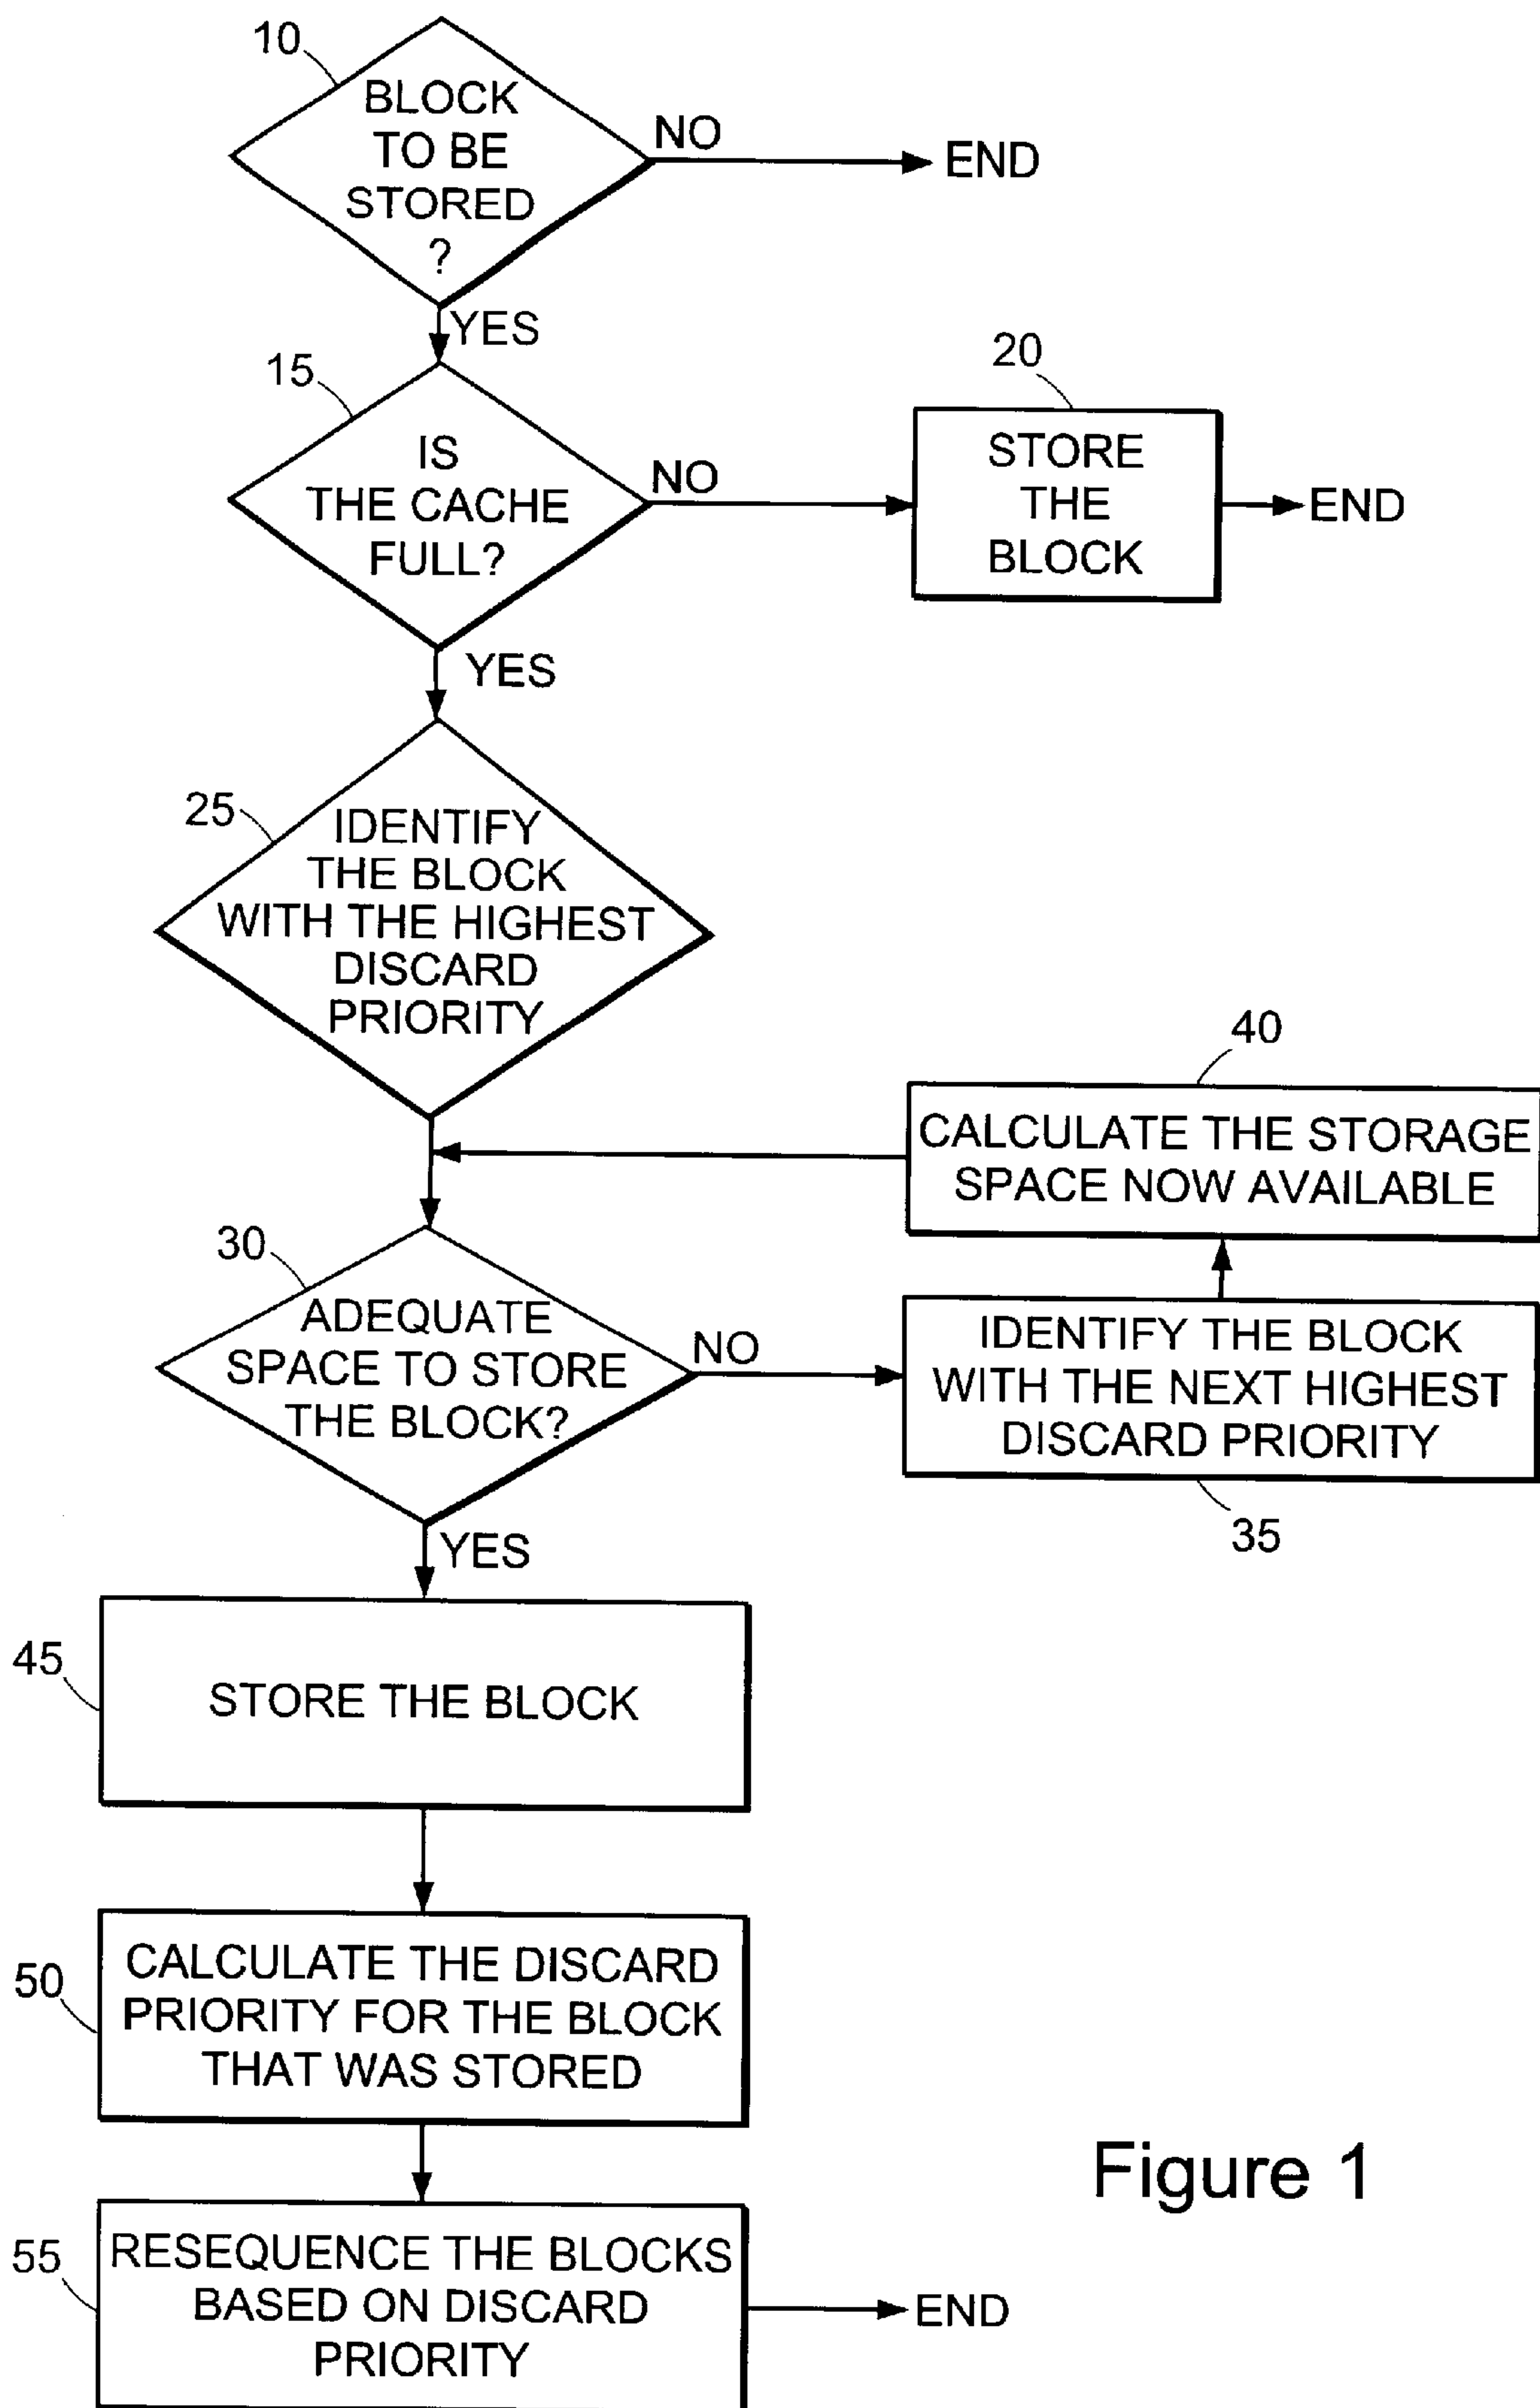 10
BLOCK
TO BE
STORED
?
NO
END
YES
15
IS
THE CACHE
FULL?
NO
20
STORE
THE
BLOCK
END
YES
25
IDENTIFY
THE BLOCK
WITH THE HIGHEST
DISCARD
PRIORITY
40
CALCULATE THE STORAGE
SPACE NOW AVAILABLE
30
ADEQUATE
SPACE TO STORE
THE BLOCK?
NO
IDENTIFY THE BLOCK
WITH THE NEXT HIGHEST
DISCARD PRIORITY
35
YES
45
STORE THE BLOCK
50
CALCULATE THE DISCARD
PRIORITY FOR THE BLOCK
THAT WAS STORED
55
RESEQUENCE THE BLOCKS
BASED ON DISCARD
PRIORITY
END
Figure 1